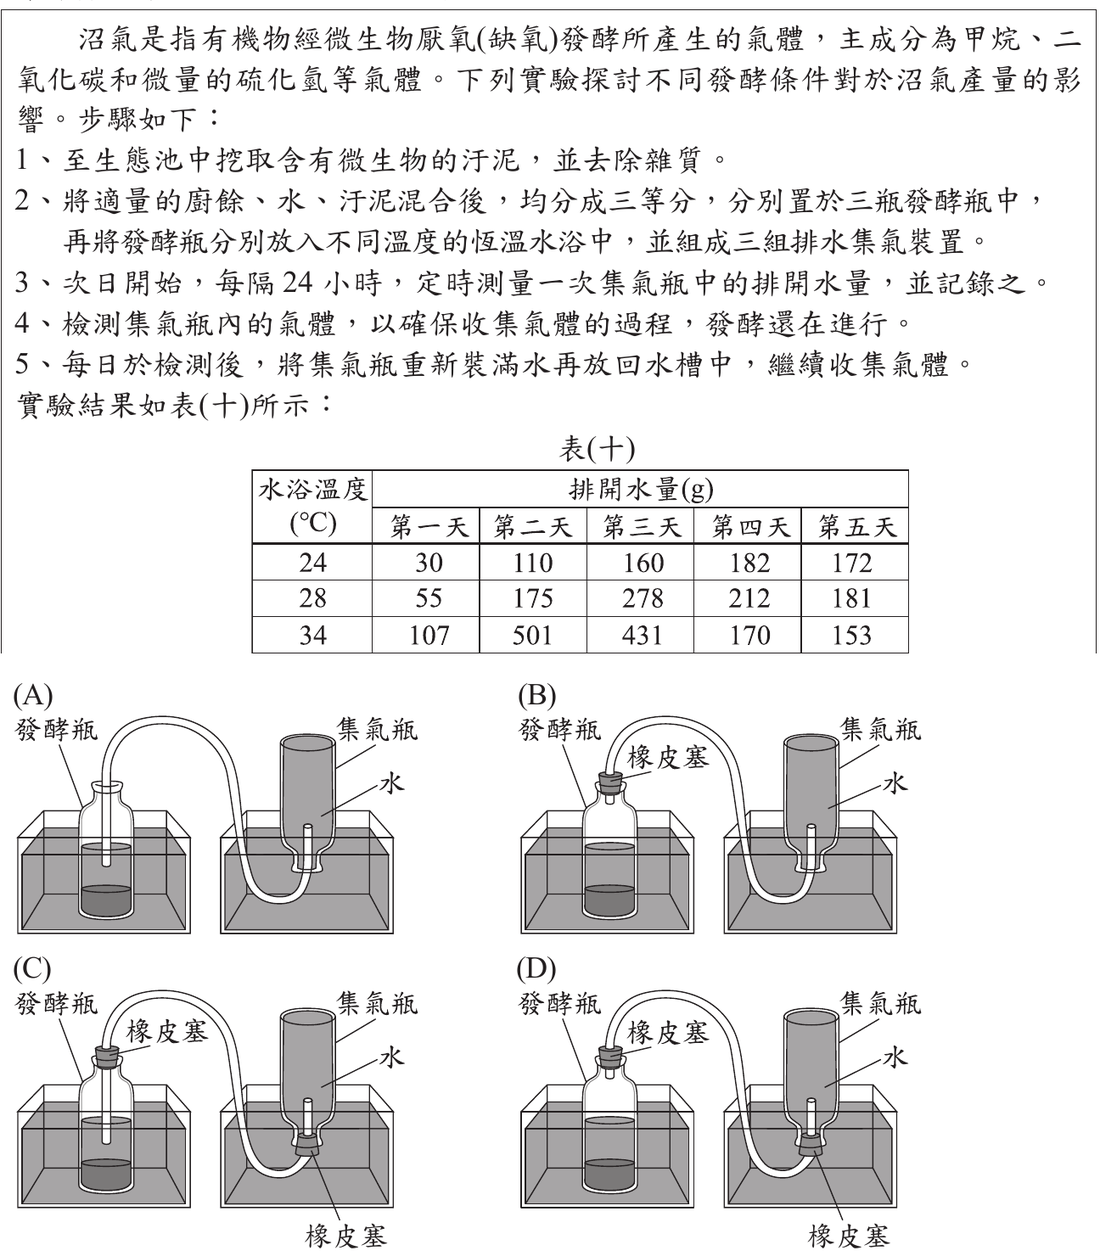 沼氣是指有機物經微生物厭氧(缺氧)發酵所產生的氣體，主成分為甲烷、二
氧化碳和微量的硫化氫等氣體。下列實驗探討不同發酵條件對於沼氣產量的影
響。步驟如下：
1、至生態池中挖取含有微生物的汙泥，並去除雜質。
2、將適量的廚餘、水、汙泥混合後，均分成三等分，分別置於三瓶發酵瓶中，
再將發酵瓶分別放入不同溫度的恆溫水浴中，並組成三組排水集氣裝置。
3、次日開始，每隔 24 小時，定時測量一次集氣瓶中的排開水量，並記錄之。
4、檢測集氣瓶內的氣體，以確保收集氣體的過程，發酵還在進行。
5、每日於檢測後，將集氣瓶重新裝滿水再放回水槽中，繼續收集氣體。
實驗結果如表(十)所示：
表(十)
水浴溫度 排開水量(g)
(℃) 第一天 第二天 第三天 第四天 第五天
24 30 110 160 182 172
28 55 175 278 212 181
34 107 501 431 170 153
(A)
發酵瓶 集氣瓶
水
(B)
發酵瓶 橡皮塞 集氣瓶
水
(C)
發酵瓶 橡皮塞 集氣瓶
水
橡皮塞
(D)
發酵瓶 橡皮塞 集氣瓶
水
橡皮塞